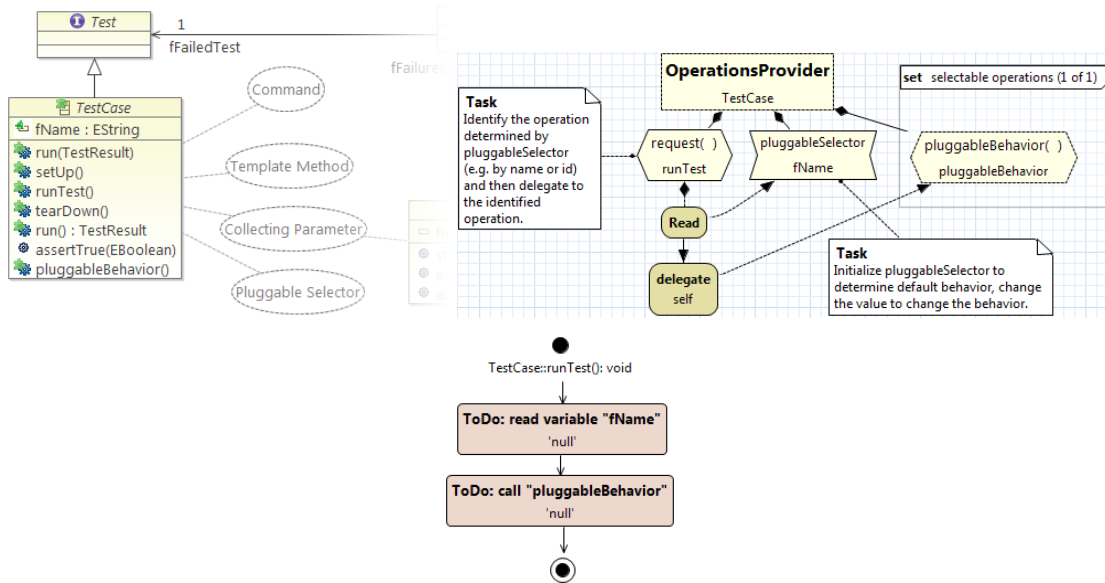 Test
1
fFailedTest
fFailures
TestCase
fName : EString
run(TestResult)
setUp()
runTest()
tearDown()
run() : TestResult
assertTrue(EBoolean)
pluggableBehavior()
Command
Template Method
Collecting Parameter
Pluggable Selector
OperationsProvider
TestCase
set selectable operations (1 of 1)
Task
Identify the operation
determined by
pluggableSelector
(e.g. by name or id)
and then delegate to
the identified
operation.
request( )
runTest
pluggableSelector
fName
pluggableBehavior( )
pluggableBehavior
Read
delegate
self
Task
Initialize pluggableSelector to
determine default behavior, change
the value to change the behavior.
TestCase::runTest(): void
ToDo: read variable "fName"
'null'
ToDo: call "pluggableBehavior"
'null'